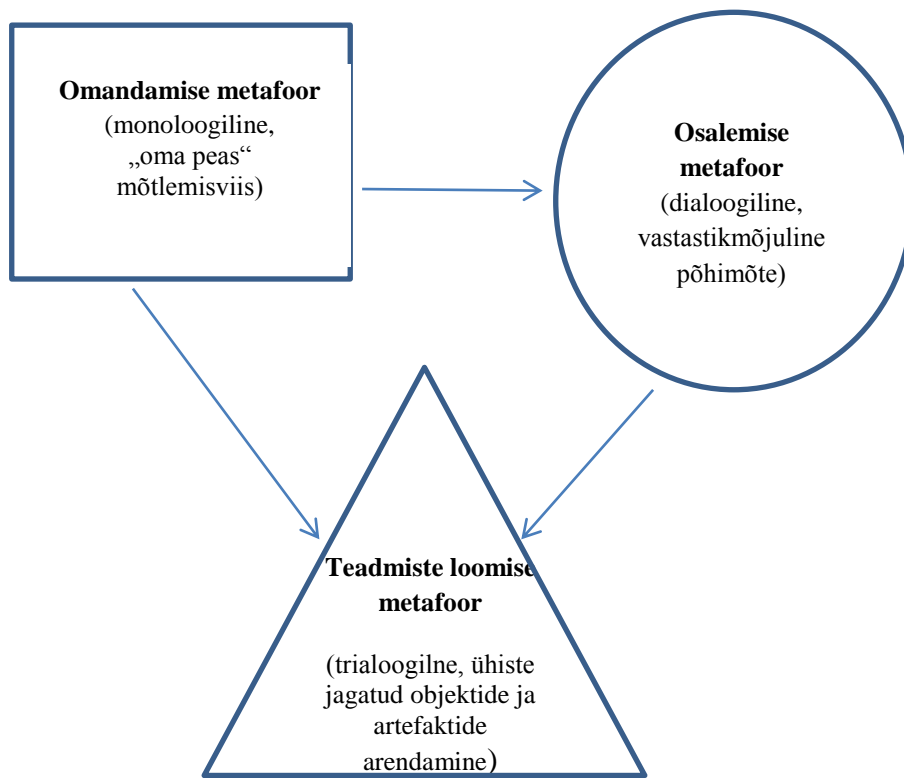 Omandamise metafoor
(monoloogiline,
„oma peas“
mõtlemisviis)
Osalemise
metafoor
(dialoogiline,
vastastikmõjuline
põhimõte)
Teadmiste loomise
metafoor
(trialoogilne, ühiste
jagatud objektide ja
artefaktide
arendamine)